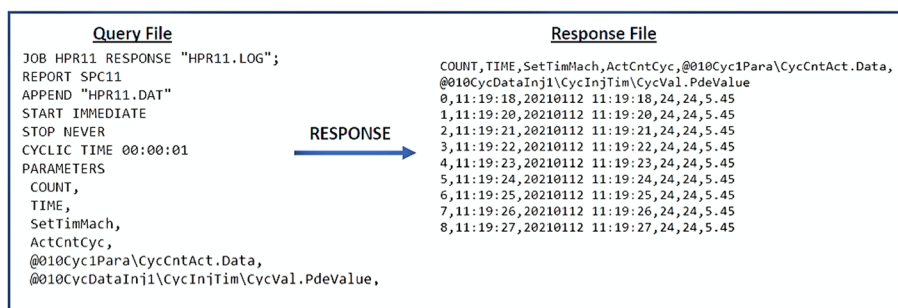 Query File
JOB HPR11 RESPONSE "HPR11.LOG";
REPORT SPC11
APPEND "HPR11.DAT"
START IMMEDIATE
STOP NEVER
CYCLIC TIME 00:00:01
PARAMETERS
COUNT,
TIME,
SetTimMach,
ActCntCyc,
@010Cyc1Para\CycCntAct.Data,
@010CycDataInj1\CycInjTim\CycVal.PdeValue,
RESPONSE
Response File
COUNT,TIME,SetTimMach,ActCntCyc,@010Cyc1Para\CycCntAct.Data,
@010CycDataInj1\CycInjTim\CycVal.PdeValue
0,11:19:18,20210112 11:19:18,24,24,5.45
1,11:19:20,20210112 11:19:20,24,24,5.45
2,11:19:21,20210112 11:19:21,24,24,5.45
3,11:19:22,20210112 11:19:22,24,24,5.45
4,11:19:23,20210112 11:19:23,24,24,5.45
5,11:19:24,20210112 11:19:24,24,24,5.45
6,11:19:25,20210112 11:19:25,24,24,5.45
7,11:19:26,20210112 11:19:26,24,24,5.45
8,11:19:27,20210112 11:19:27,24,24,5.45